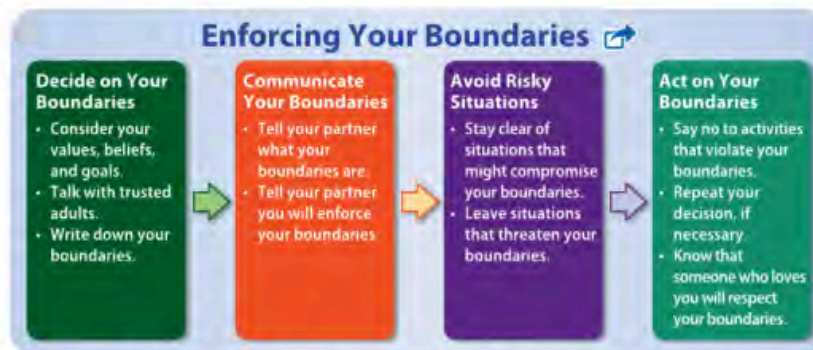 Enforcing Your Boundaries
Decide on Your
Boundaries
• Consider your
values, beliefs,
and goals.
• Talk with trusted
adults.
• Write down your
boundaries.
Communicate
Your Boundaries
• Tell your partner
what your
boundaries are.
• Tell your partner
you will enforce
your boundaries
Avoid Risky
Situations
• Stay clear of
situations that
might compromise
your boundaries.
• Leave situations
that threaten your
boundaries.
Act on Your
Boundaries
• Say no to activities
that violate your
boundaries.
• Repeat your
decision, if
necessary.
• Know that
someone who loves
you will respect
your boundaries.